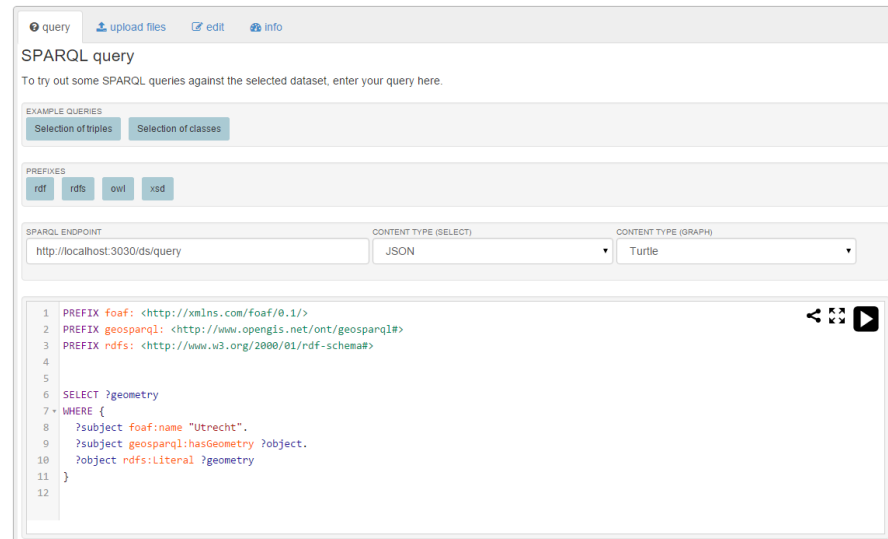 query upload files edit info
SPARQL query
To try out some SPARQL queries against the selected dataset, enter your query here.
EXAMPLE QUERIES
Selection of triples Selection of classes
PREFIXES
rdf rdfs owl xsd
SPARQL ENDPOINT CONTENT TYPE (SELECT) CONTENT TYPE (GRAPH)
http://localhost:3030/ds/query JSON Turtle
1 PREFIX foaf: <http://xmlns.com/foaf/0.1/>
2 PREFIX geosparql: <http://www.opengis.net/ont/geosparql#>
3 PREFIX rdfs: <http://www.w3.org/2000/01/rdf-schema#>
4
5
6 SELECT ?geometry
7 WHERE {
8 ?subject foaf:name "Utrecht".
9 ?subject geosparql:hasGeometry ?object.
10 ?object rdfs:Literal ?geometry
11 }
12